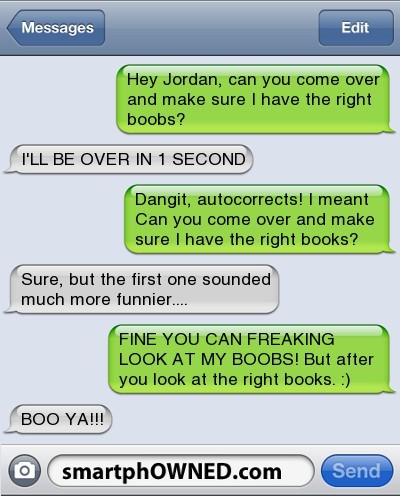 Messages
Edit
Hey Jordan, can you come over
and make sure I have the right
boobs?
I'LL BE OVER IN 1 SECOND
Dangit, autocorrects! I meant
Can you come over and make
sure I have the right books?
Sure, but the first one sounded
much more funnier....
FINE YOU CAN FREAKING
LOOK AT MY BOOBS! But after
you look at the right books. :)
BOO YA!!!
smartphOWNED.com
Send